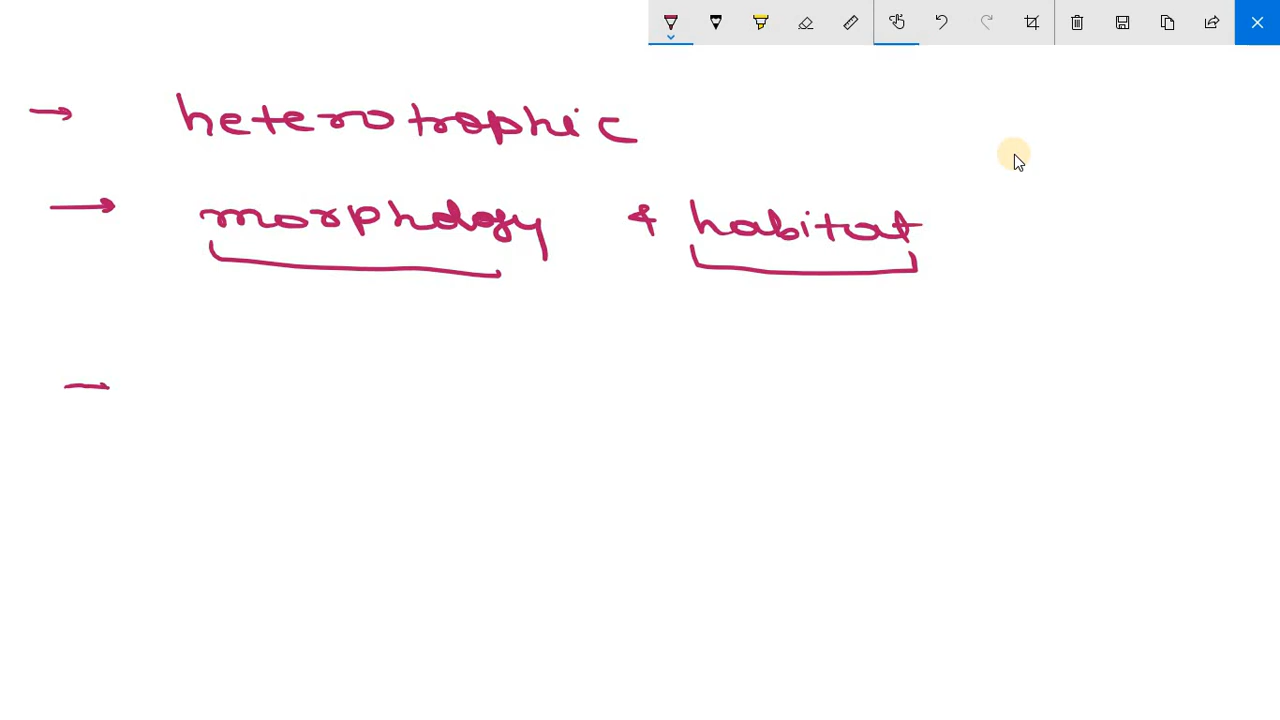 → heterotrophic
→ morphology & habitat